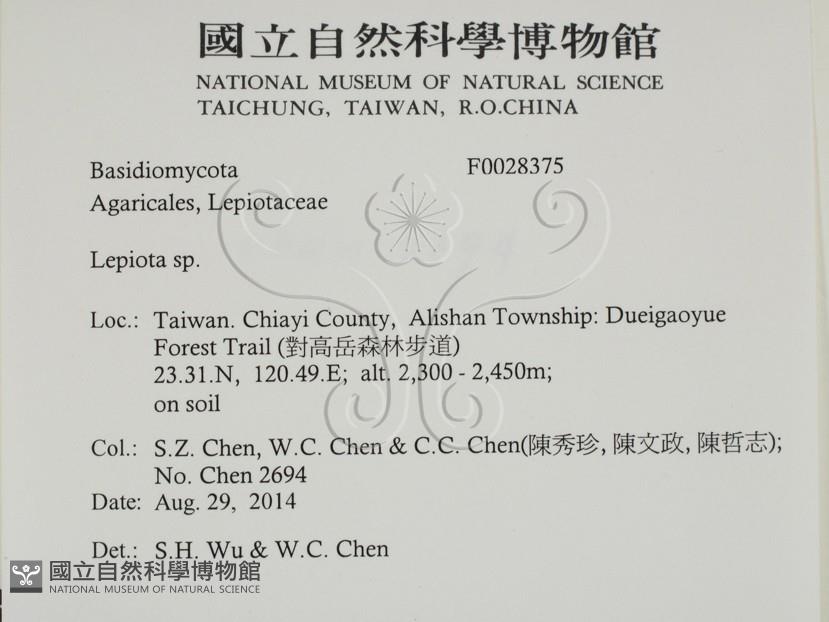 國立自然科學博物館
NATIONAL MUSEUM OF NATURAL SCIENCE
TAICHUNG, TAIWAN, R.O.CHINA
Basidiomycota F0028375
Agaricales, Lepiotaceae
Lepiota sp.
Loc.: Taiwan. Chiayi County, Alishan Township: Dueigaoyue
Forest Trail (對高岳森林步道)
23.31.N, 120.49.E; alt. 2,300 - 2,450m;
on soil
Col.: S.Z. Chen, W.C. Chen & C.C. Chen(陳秀珍, 陳文政, 陳哲志);
No. Chen 2694
Date: Aug. 29, 2014
Det.: S.H. Wu & W.C. Chen
國立自然科學博物館
NATIONAL MUSEUM OF NATURAL SCIENCE